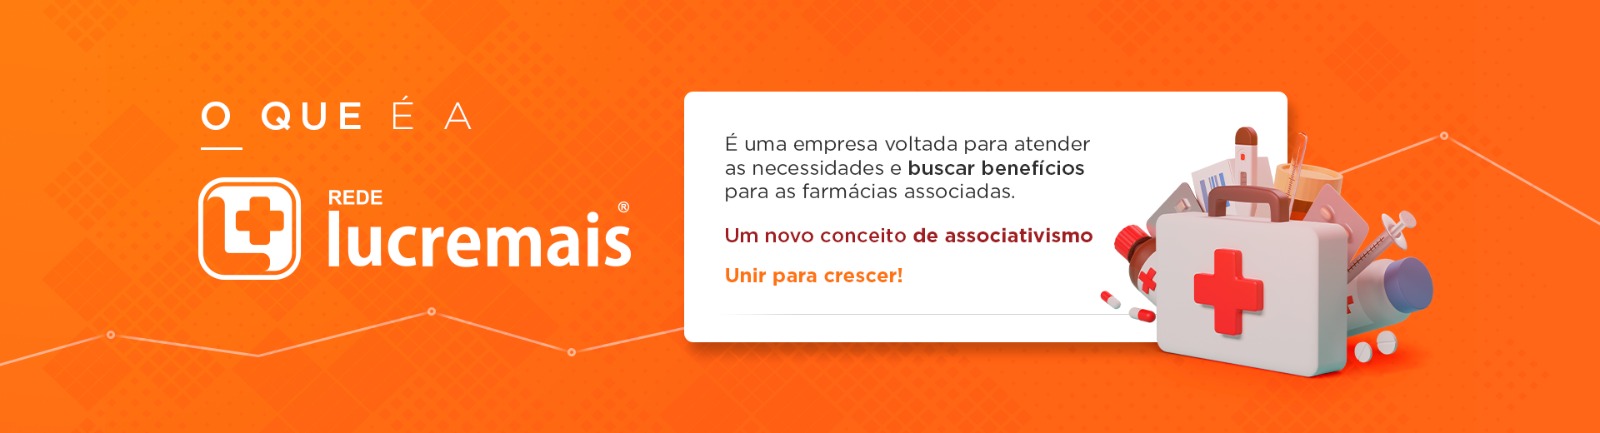 O QUE É A
REDE
lucremais®
É uma empresa voltada para atender
as necessidades e buscar benefícios
para as farmácias associadas.
Um novo conceito de associativismo
Unir para crescer!